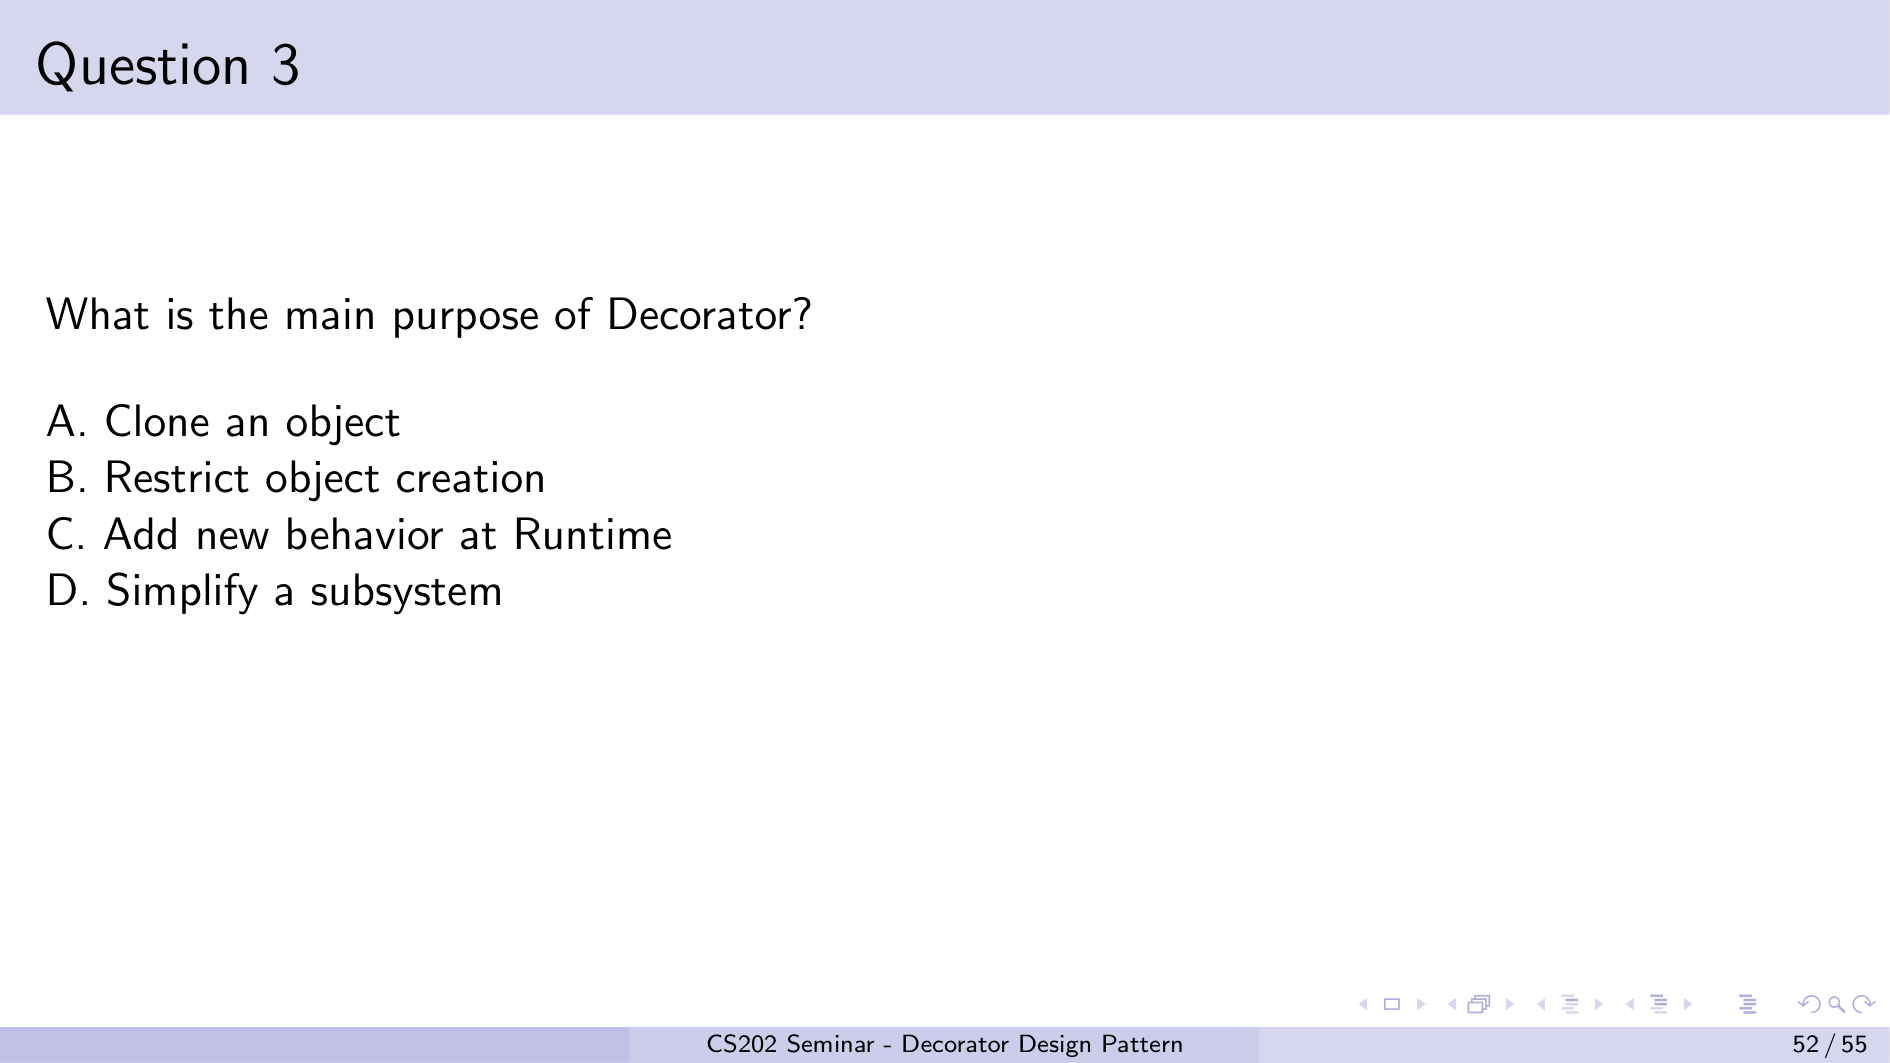 Question 3
What is the main purpose of Decorator?
A. Clone an object
B. Restrict object creation
C. Add new behavior at Runtime
D. Simplify a subsystem
CS202 Seminar - Decorator Design Pattern
52 / 55